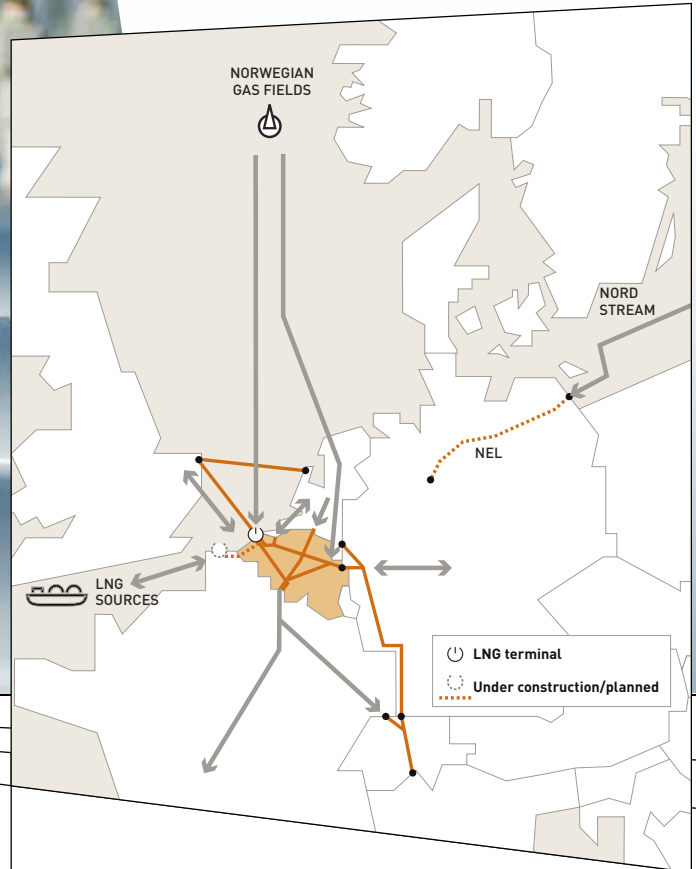 NORWEGIAN
GAS FIELDS
NORD
STREAM
NEL
LNG
SOURCES
LNG terminal
Under construction/planned